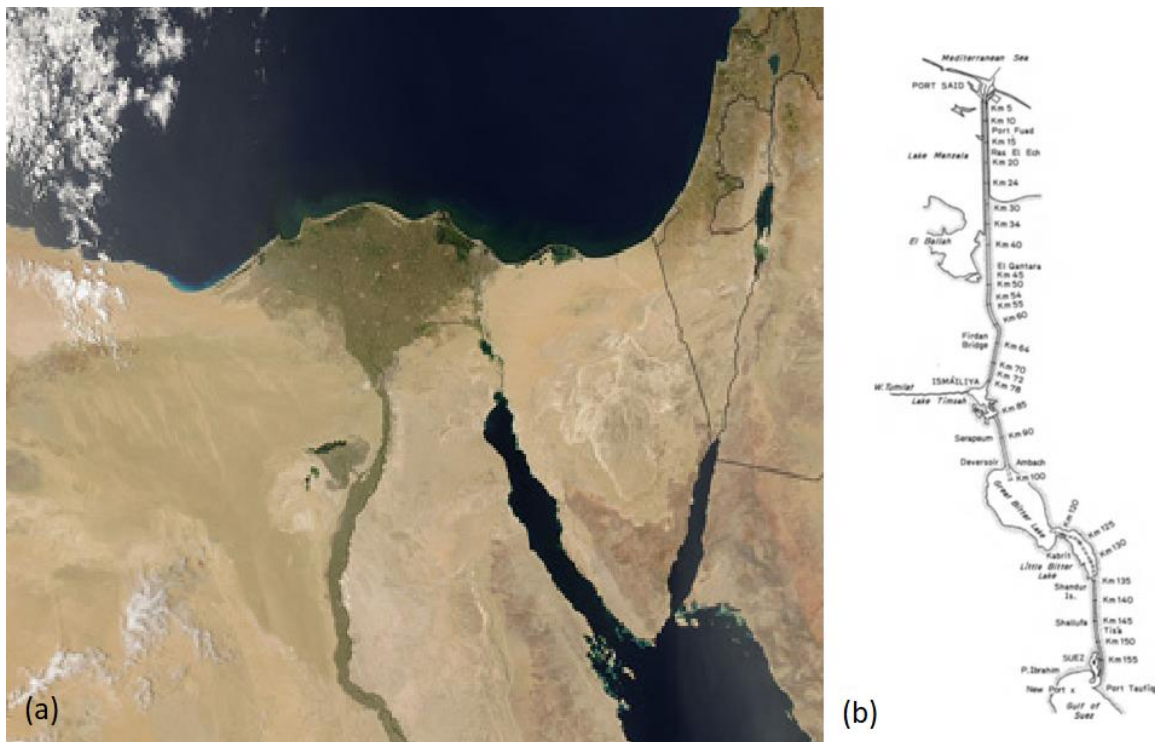 (a)
Mediterranean Sea
PORT SAID
Km 5
Km 10
Port Fuad
Km 15
Ras El Ech
Lake Manzala
Km 20
Km 24
Km 30
Km 34
El Ballah
Km 40
El Qantara
Km 45
Km 50
Km 54
Km 55
Km 60
Firdan
Bridge
Km 64
Km 70
Km 72
ISMÁILIYA
Km 78
W. Tumilat
Lake Timsah
Km 85
Serapeum
Km 90
Deversoir
Ambach
Km 100
Great Bitter Lake
Km 120
Km 125
Km 130
Kabrit
Little Bitter
Lake
Km 135
Shandur
Is.
Km 140
Shallufa
Km 145
Tis'a
Km 150
SUEZ
Km 155
P. Ibrahim
New Port x
Port Taufiq
Gulf of
Suez
(b)